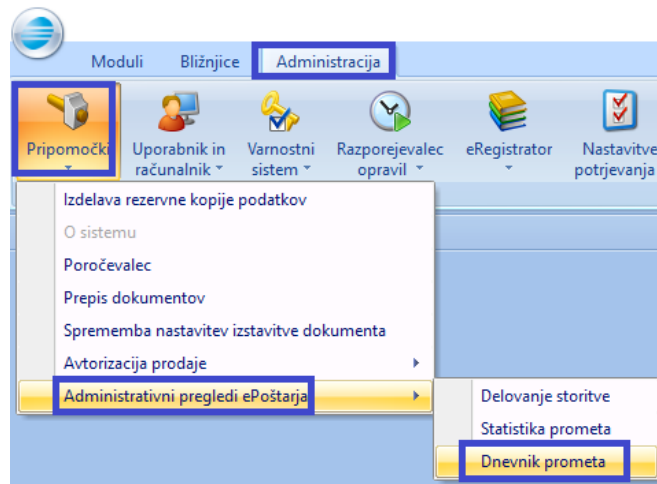 Moduli Bližnjice Administracija
Pripomočki Uporabnik in Varnostni Razporejevalec eRegistrator Nastavitve
računalnik sistem opravil potrjevanja
Izdelava rezervne kopije podatkov
O sistemu
Poročevalec
Prepis dokumentov
Sprememba nastavitev izstavitve dokumenta
Avtorizacija prodaje
Administrativni pregledi ePoštarja
Delovanje storitve
Statistika prometa
Dnevnik prometa